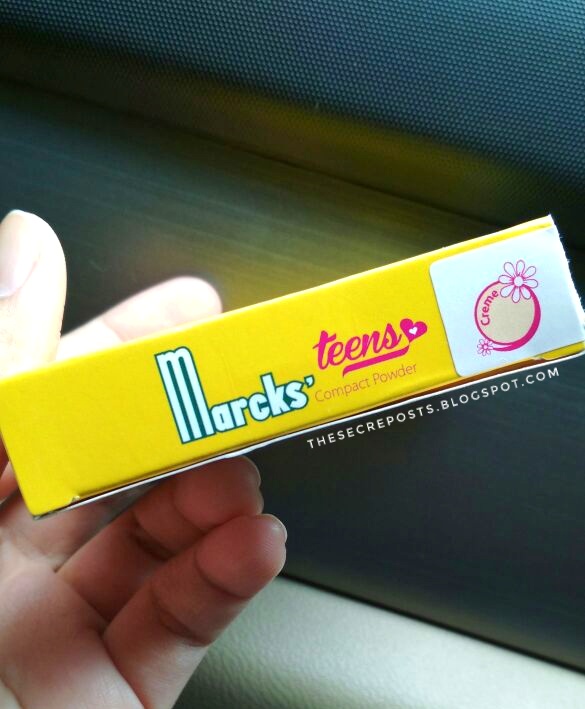 Marcks' teens
Compact Powder
Creme
THESECREPOSTS.BLOGSPOT.COM